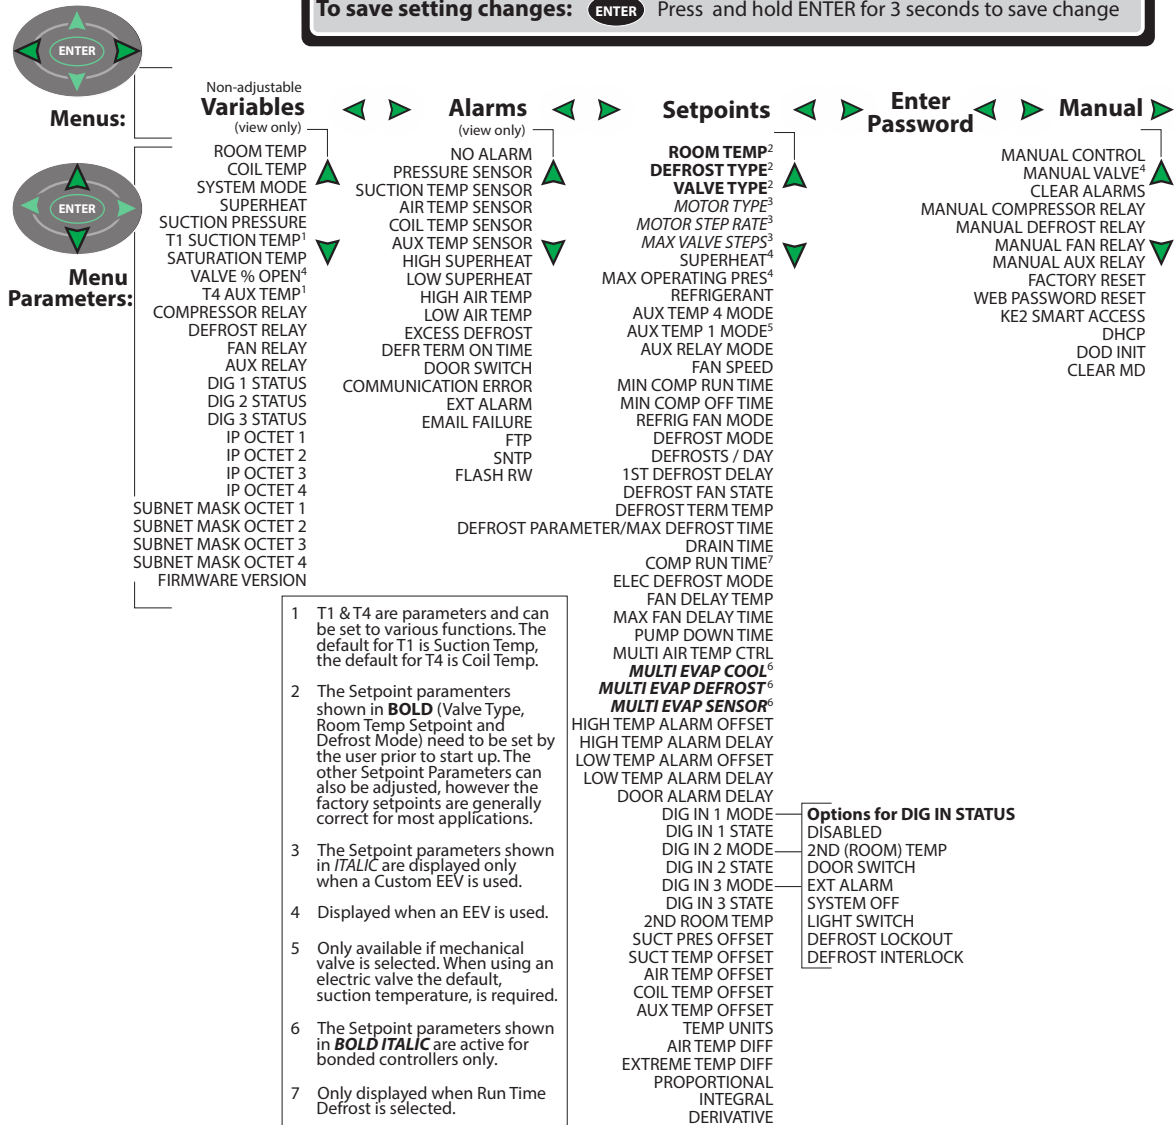 To save setting changes: ENTER Press and hold ENTER for 3 seconds to save change
ENTER
Menus:
ENTER
Menu
Parameters:
Non-adjustable
Variables
(view only)
ROOM TEMP
COIL TEMP
SYSTEM MODE
SUPERHEAT
SUCTION PRESSURE
T1 SUCTION TEMP1
SATURATION TEMP
VALVE % OPEN4
T4 AUX TEMP1
COMPRESSOR RELAY
DEFROST RELAY
FAN RELAY
AUX RELAY
DIG 1 STATUS
DIG 2 STATUS
DIG 3 STATUS
IP OCTET 1
IP OCTET 2
IP OCTET 3
IP OCTET 4
SUBNET MASK OCTET 1
SUBNET MASK OCTET 2
SUBNET MASK OCTET 3
SUBNET MASK OCTET 4
FIRMWARE VERSION
Alarms
(view only)
NO ALARM
PRESSURE SENSOR
SUCTION TEMP SENSOR
AIR TEMP SENSOR
COIL TEMP SENSOR
AUX TEMP SENSOR
HIGH SUPERHEAT
LOW SUPERHEAT
HIGH AIR TEMP
LOW AIR TEMP
EXCESS DEFROST
DEFR TERM ON TIME
DOOR SWITCH
COMMUNICATION ERROR
EXT ALARM
EMAIL FAILURE
FTP
SNTP
FLASH RW
Setpoints
ROOM TEMP2
DEFROST TYPE2
VALVE TYPE2
MOTOR TYPE3
MOTOR STEP RATE3
MAX VALVE STEPS3
SUPERHEAT4
MAX OPERATING PRES4
REFRIGERANT
AUX TEMP 4 MODE
AUX TEMP 1 MODE5
AUX RELAY MODE
FAN SPEED
MIN COMP RUN TIME
MIN COMP OFF TIME
REFRIG FAN MODE
DEFROST MODE
DEFROSTS / DAY
1ST DEFROST DELAY
DEFROST FAN STATE
DEFROST TERM TEMP
DEFROST PARAMETER/MAX DEFROST TIME
DRAIN TIME
COMP RUN TIME7
ELEC DEFROST MODE
FAN DELAY TEMP
MAX FAN DELAY TIME
PUMP DOWN TIME
MULTI AIR TEMP CTRL
MULTI EVAP COOL6
MULTI EVAP DEFROST6
MULTI EVAP SENSOR6
HIGH TEMP ALARM OFFSET
HIGH TEMP ALARM DELAY
LOW TEMP ALARM OFFSET
LOW TEMP ALARM DELAY
DOOR ALARM DELAY
DIG IN 1 MODE
DIG IN 1 STATE
DIG IN 2 MODE
DIG IN 2 STATE
DIG IN 3 MODE
DIG IN 3 STATE
2ND ROOM TEMP
SUCT PRES OFFSET
SUCT TEMP OFFSET
AIR TEMP OFFSET
COIL TEMP OFFSET
AUX TEMP OFFSET
TEMP UNITS
AIR TEMP DIFF
EXTREME TEMP DIFF
PROPORTIONAL
INTEGRAL
DERIVATIVE
Options for DIG IN STATUS
DISABLED
2ND (ROOM) TEMP
DOOR SWITCH
EXT ALARM
SYSTEM OFF
LIGHT SWITCH
DEFROST LOCKOUT
DEFROST INTERLOCK
Enter
Password
Manual
MANUAL CONTROL
MANUAL VALVE4
CLEAR ALARMS
MANUAL COMPRESSOR RELAY
MANUAL DEFROST RELAY
MANUAL FAN RELAY
MANUAL AUX RELAY
FACTORY RESET
WEB PASSWORD RESET
KE2 SMART ACCESS
DHCP
DOD INIT
CLEAR MD
1 T1 & T4 are parameters and can
be set to various functions. The
default for T1 is Suction Temp,
the default for T4 is Coil Temp.
2 The Setpoint paramenters
shown in BOLD (Valve Type,
Room Temp Setpoint and
Defrost Mode) need to be set by
the user prior to start up. The
other Setpoint Parameters can
also be adjusted, however the
factory setpoints are generally
correct for most applications.
3 The Setpoint parameters shown
in ITALIC are displayed only
when a Custom EEV is used.
4 Displayed when an EEV is used.
5 Only available if mechanical
valve is selected. When using an
electric valve the default,
suction temperature, is required.
6 The Setpoint parameters shown
in BOLD ITALIC are active for
bonded controllers only.
7 Only displayed when Run Time
Defrost is selected.